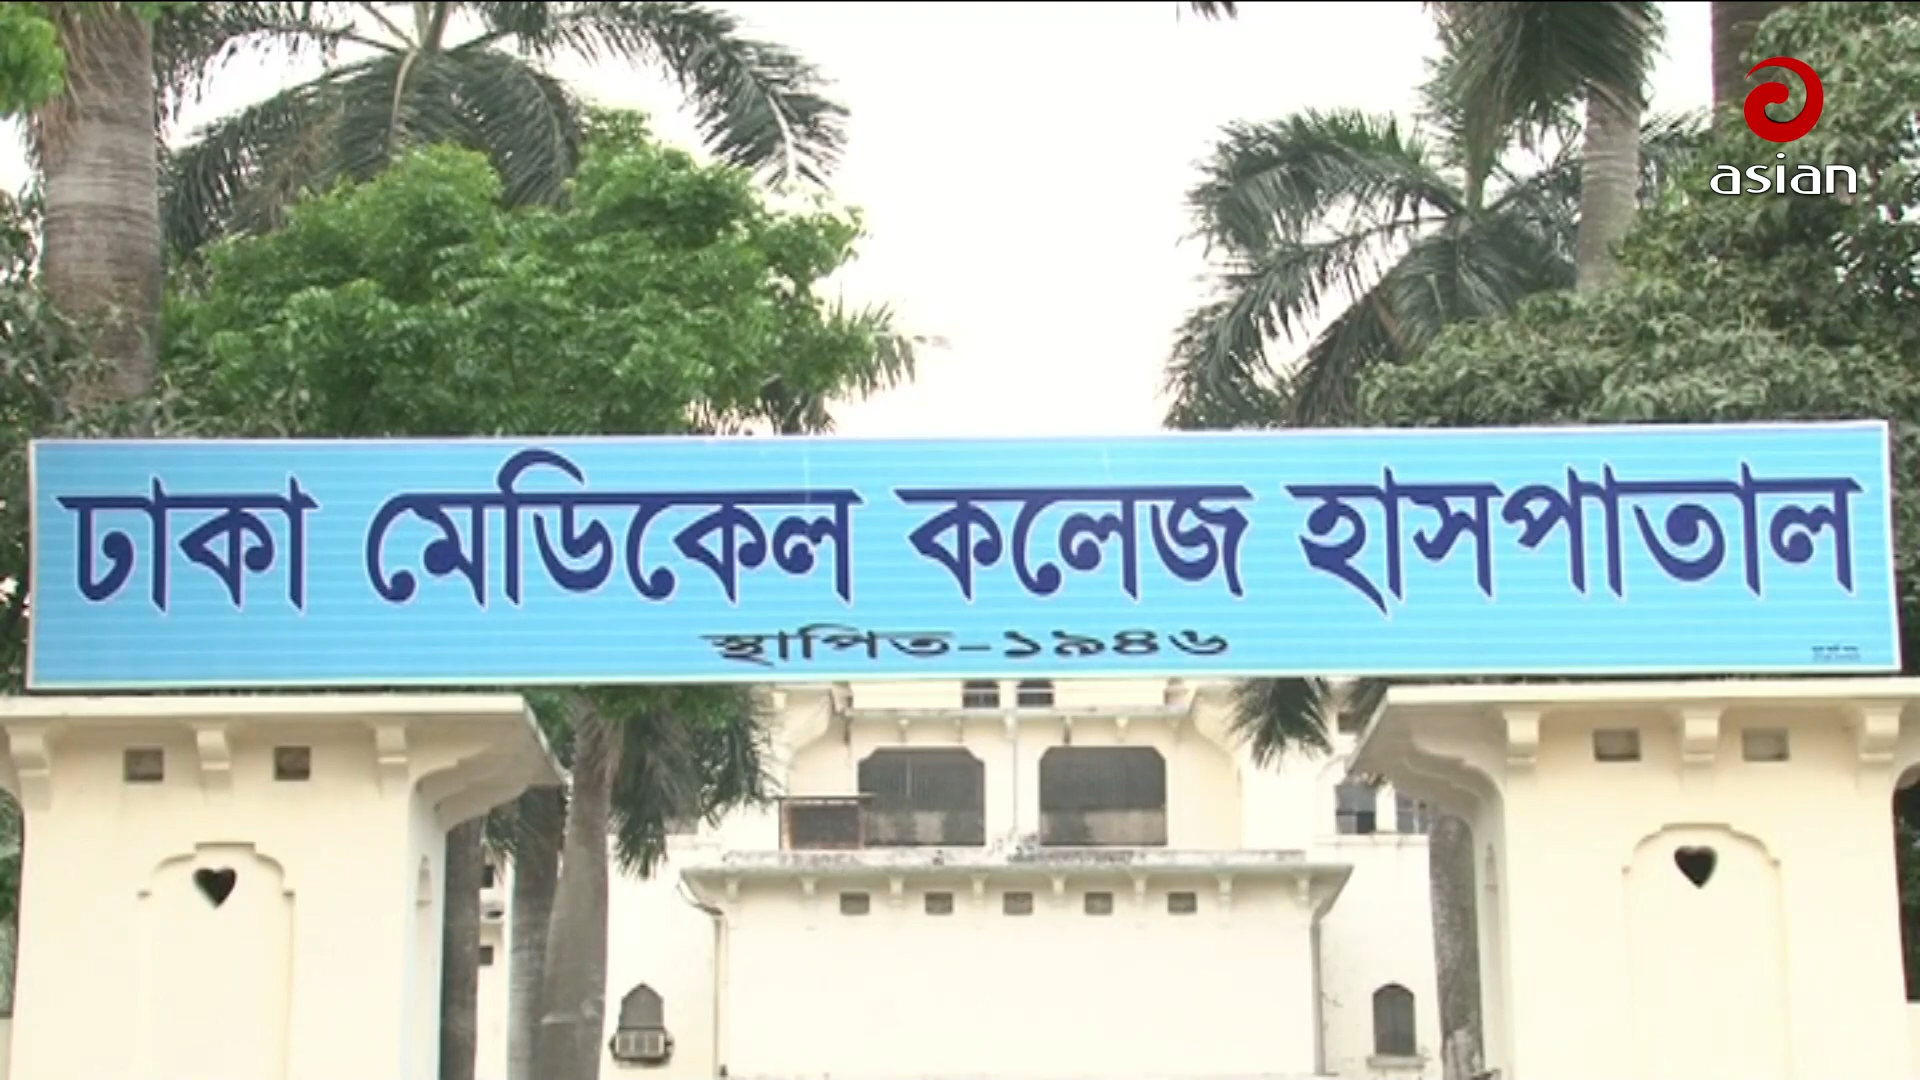 asian
ঢাকা মেডিকেল কলেজ হাসপাতাল
স্থাপিত-১৯৪৬